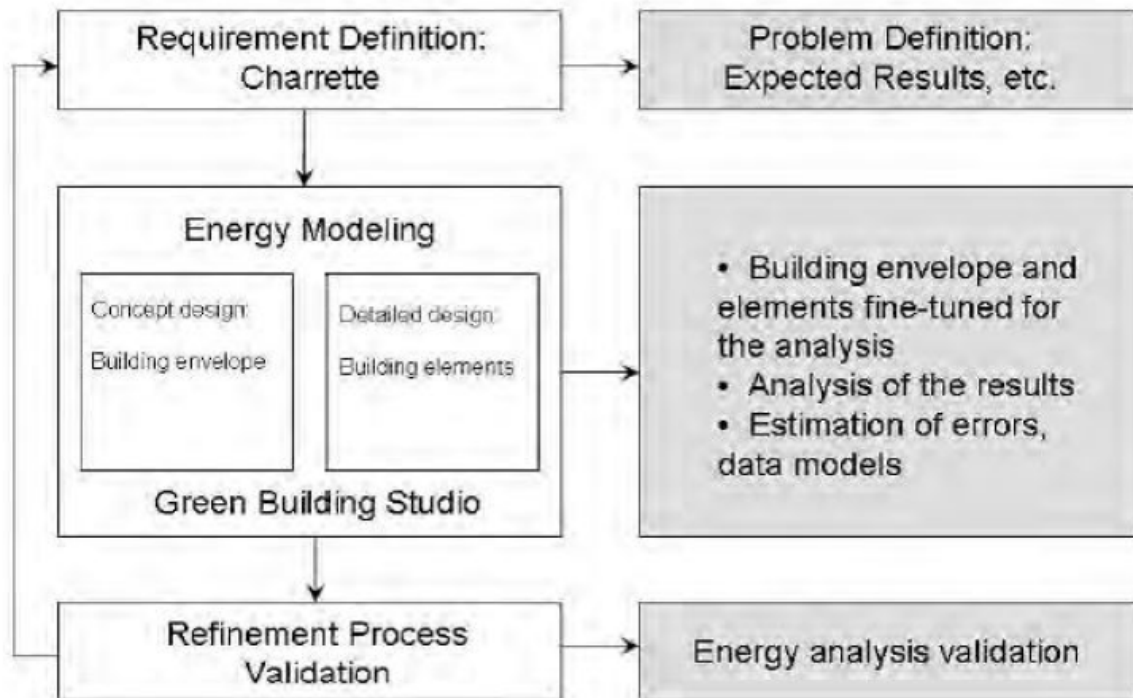 Requirement Definition:
Charrette
Problem Definition:
Expected Results, etc.
Energy Modeling
Concept design:
Building envelope
Detailed design:
Building elements
Green Building Studio
• Building envelope and
elements fine-tuned for
the analysis
• Analysis of the results
• Estimation of errors,
data models
Refinement Process
Validation
Energy analysis validation